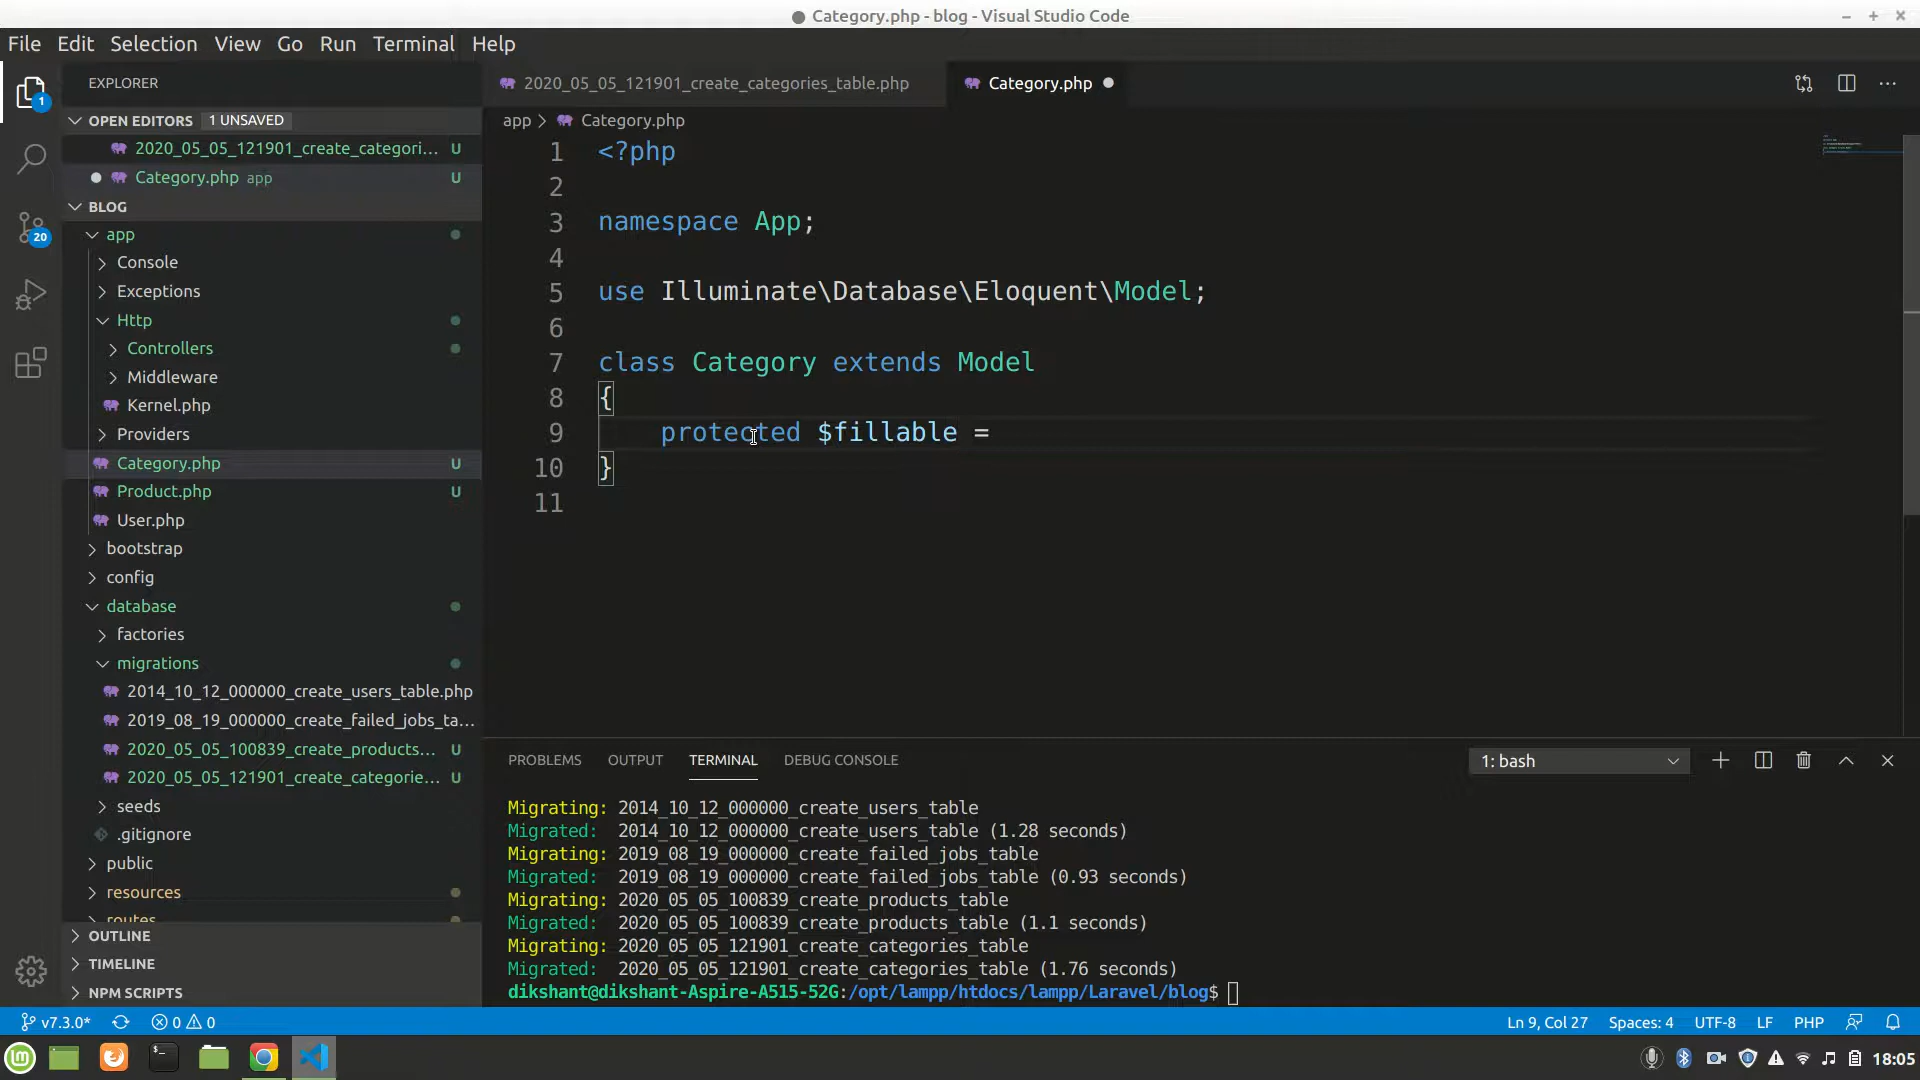 Category.php - blog - Visual Studio Code
File Edit Selection View Go Run Terminal Help
EXPLORER
OPEN EDITORS 1 UNSAVED
2020_05_05_121901_create_categori... U
Category.php app U
BLOG
app
Console
Exceptions
Http
Controllers
Middleware
Kernel.php
Providers
Category.php U
Product.php U
User.php
bootstrap
config
database
factories
migrations
2014_10_12_000000_create_users_table.php
2019_08_19_000000_create_failed_jobs_ta...
2020_05_05_100839_create_products... U
2020_05_05_121901_create_categorie... U
seeds
.gitignore
public
resources
routes
OUTLINE
TIMELINE
NPM SCRIPTS
1
20
2020_05_05_121901_create_categories_table.php Category.php
app > Category.php
1 <?php
2
3 namespace App;
4
5 use Illuminate\Database\Eloquent\Model;
6
7 class Category extends Model
8 {
9 protected $fillable =
10 }
11
PROBLEMS OUTPUT TERMINAL DEBUG CONSOLE 1: bash
Migrating: 2014_10_12_000000_create_users_table
Migrated: 2014_10_12_000000_create_users_table (1.28 seconds)
Migrating: 2019_08_19_000000_create_failed_jobs_table
Migrated: 2019_08_19_000000_create_failed_jobs_table (0.93 seconds)
Migrating: 2020_05_05_100839_create_products_table
Migrated: 2020_05_05_100839_create_products_table (1.1 seconds)
Migrating: 2020_05_05_121901_create_categories_table
Migrated: 2020_05_05_121901_create_categories_table (1.76 seconds)
dikshant@dikshant-Aspire-A515-52G:/opt/lampp/htdocs/lampp/Laravel/blog$
v7.3.0* 0 0 Ln 9, Col 27 Spaces: 4 UTF-8 LF PHP
18:05